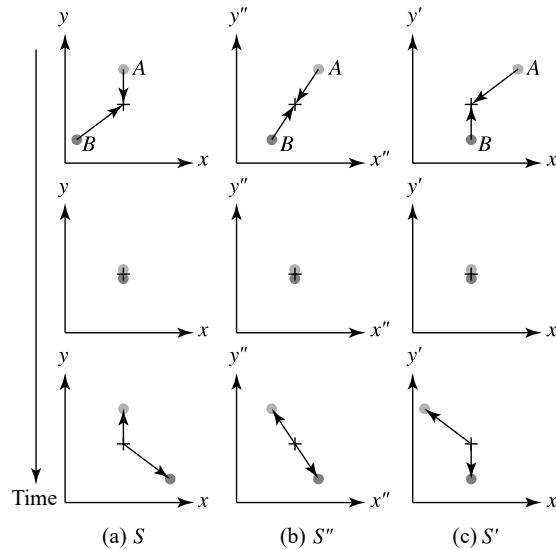 y y″ y′
A A A
B B B
x x″ x′
y y″ y′
x x″ x′
y y″ y′
Time x x″ x′
(a) S (b) S″ (c) S′